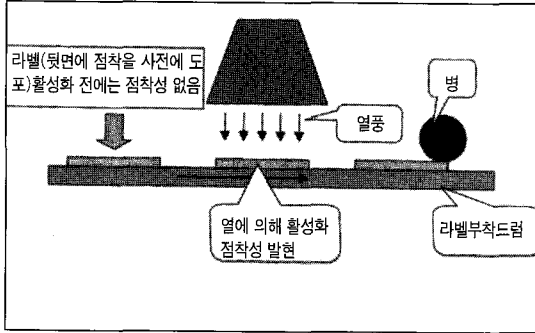 라벨(뒷면에 점착을 사전에 도
포)활성화 전에는 점착성 없음
열풍
병
열에 의해 활성화
점착성 발현
라벨부착드럼